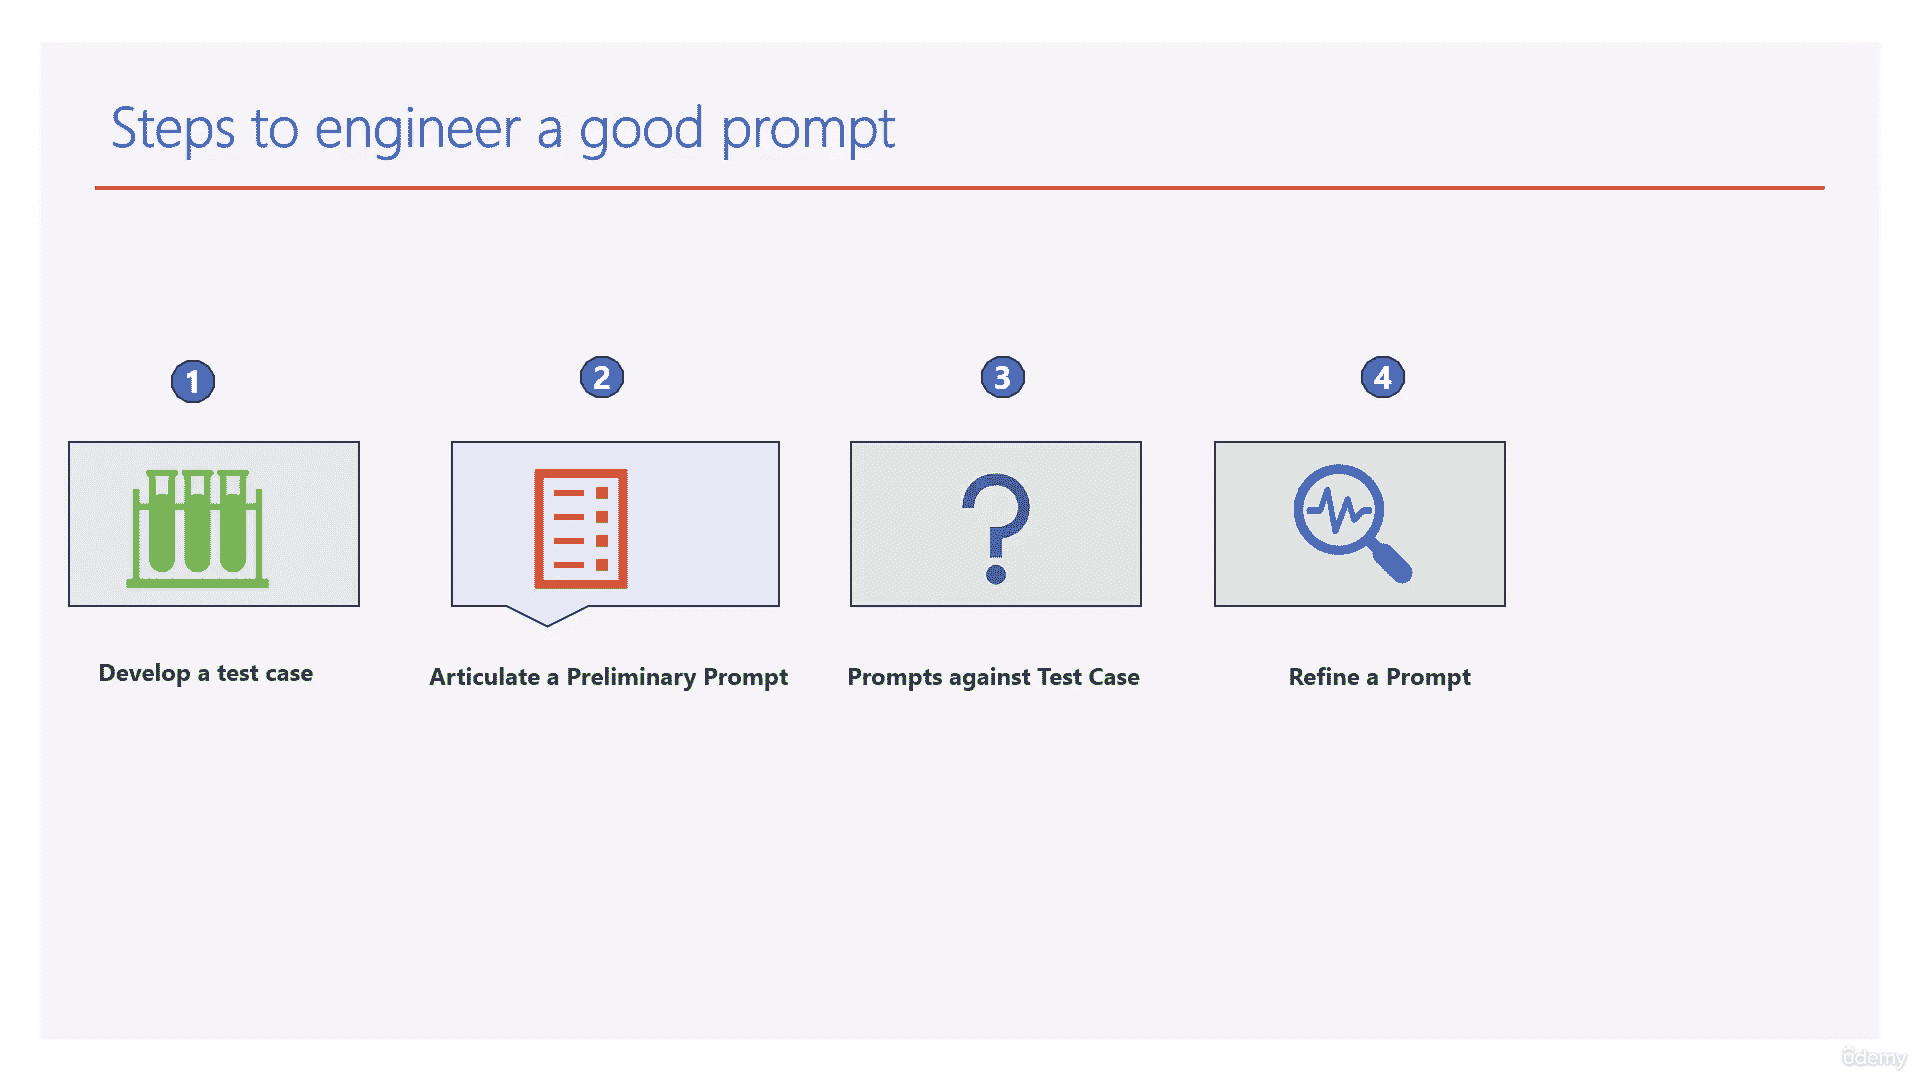 Steps to engineer a good prompt
1
2
3
4
Develop a test case
Articulate a Preliminary Prompt
Prompts against Test Case
Refine a Prompt
ûdemy